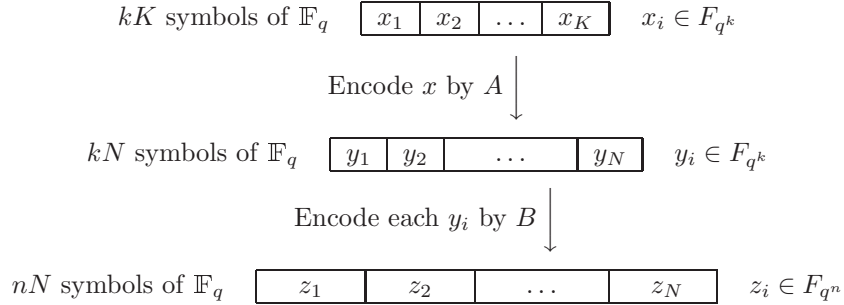 kK symbols of 𝔽_q x_1 x_2 … x_K x_i ∈ F_{q^k}
Encode x by A
kN symbols of 𝔽_q y_1 y_2 … y_N y_i ∈ F_{q^k}
Encode each y_i by B
nN symbols of 𝔽_q z_1 z_2 … z_N z_i ∈ F_{q^n}